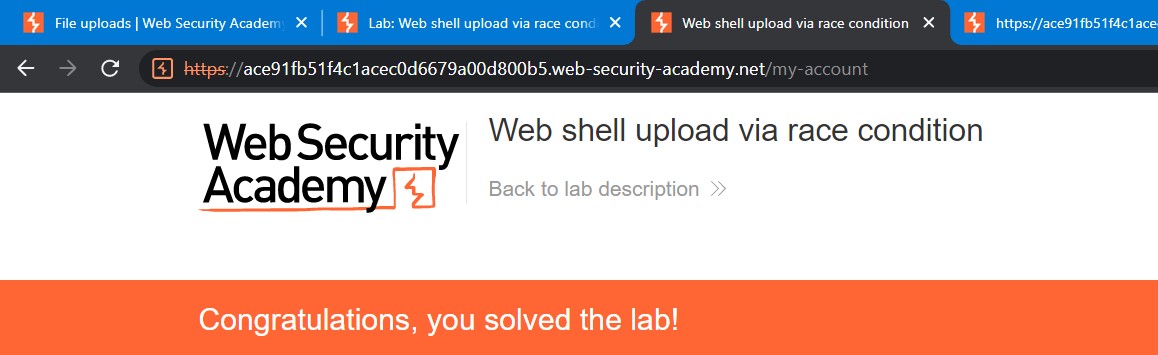 File uploads | Web Security Academ
Lab: Web shell upload via race cond
Web shell upload via race condition
https://ace91fb51f4c1ace
https://ace91fb51f4c1acec0d6679a00d800b5.web-security-academy.net/my-account
Web Security
Academy
Web shell upload via race condition
Back to lab description
Congratulations, you solved the lab!